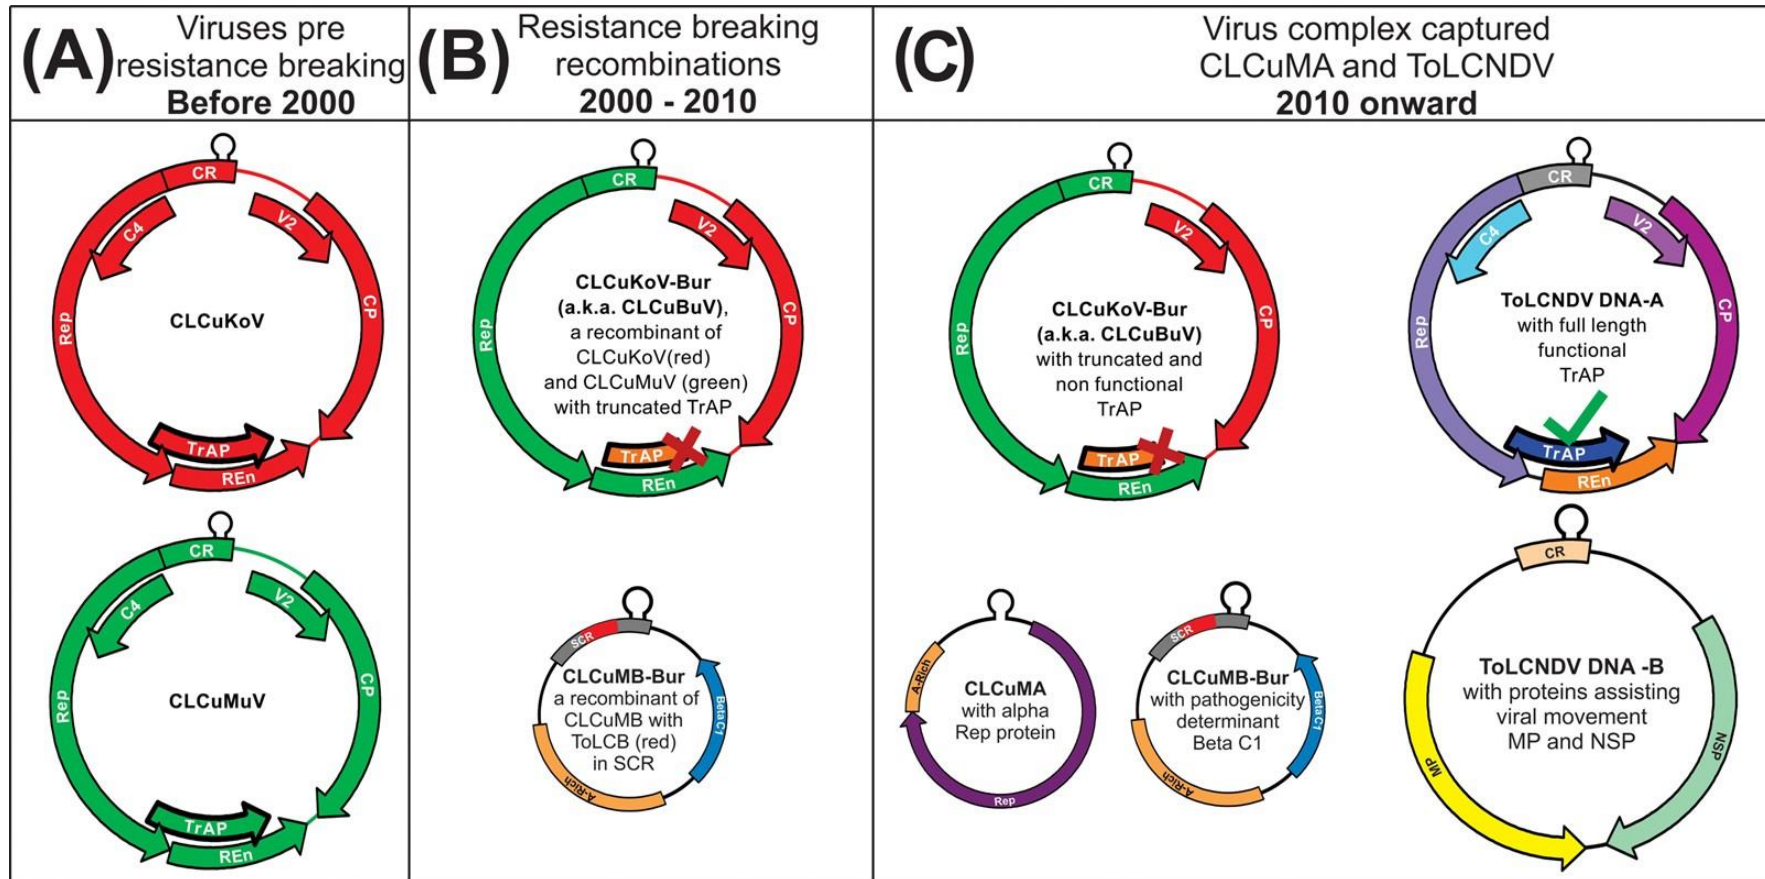 (A)
Viruses pre
resistance breaking
Before 2000
(B)
Resistance breaking
recombinations
2000 - 2010
(C)
Virus complex captured
CLCuMA and ToLCNDV
2010 onward
CR
C4
V2
Rep
CP
CLCuKoV
TrAP
REn
CR
C4
V2
Rep
CP
CLCuMuV
TrAP
REn
CR
V2
Rep
CP
CLCuKoV-Bur
(a.k.a. CLCuBuV),
a recombinant of
CLCuKoV(red)
and CLCuMuV (green)
with truncated TrAP
TrAP
REn
SCR
CLCuMB-Bur
a recombinant of
CLCuMB with
ToLCB (red)
in SCR
Beta C1
A-Rich
CR
V2
Rep
CP
CLCuKoV-Bur
(a.k.a. CLCuBuV)
with truncated and
non functional
TrAP
TrAP
REn
CR
C4
V2
Rep
CP
ToLCNDV DNA-A
with full length
functional
TrAP
TrAP
REn
A-Rich
CLCuMA
with alpha
Rep protein
Rep
SCR
CLCuMB-Bur
with pathogenicity
determinant
Beta C1
Beta C1
A-Rich
CR
ToLCNDV DNA -B
with proteins assisting
viral movement
MP and NSP
MP
NSP